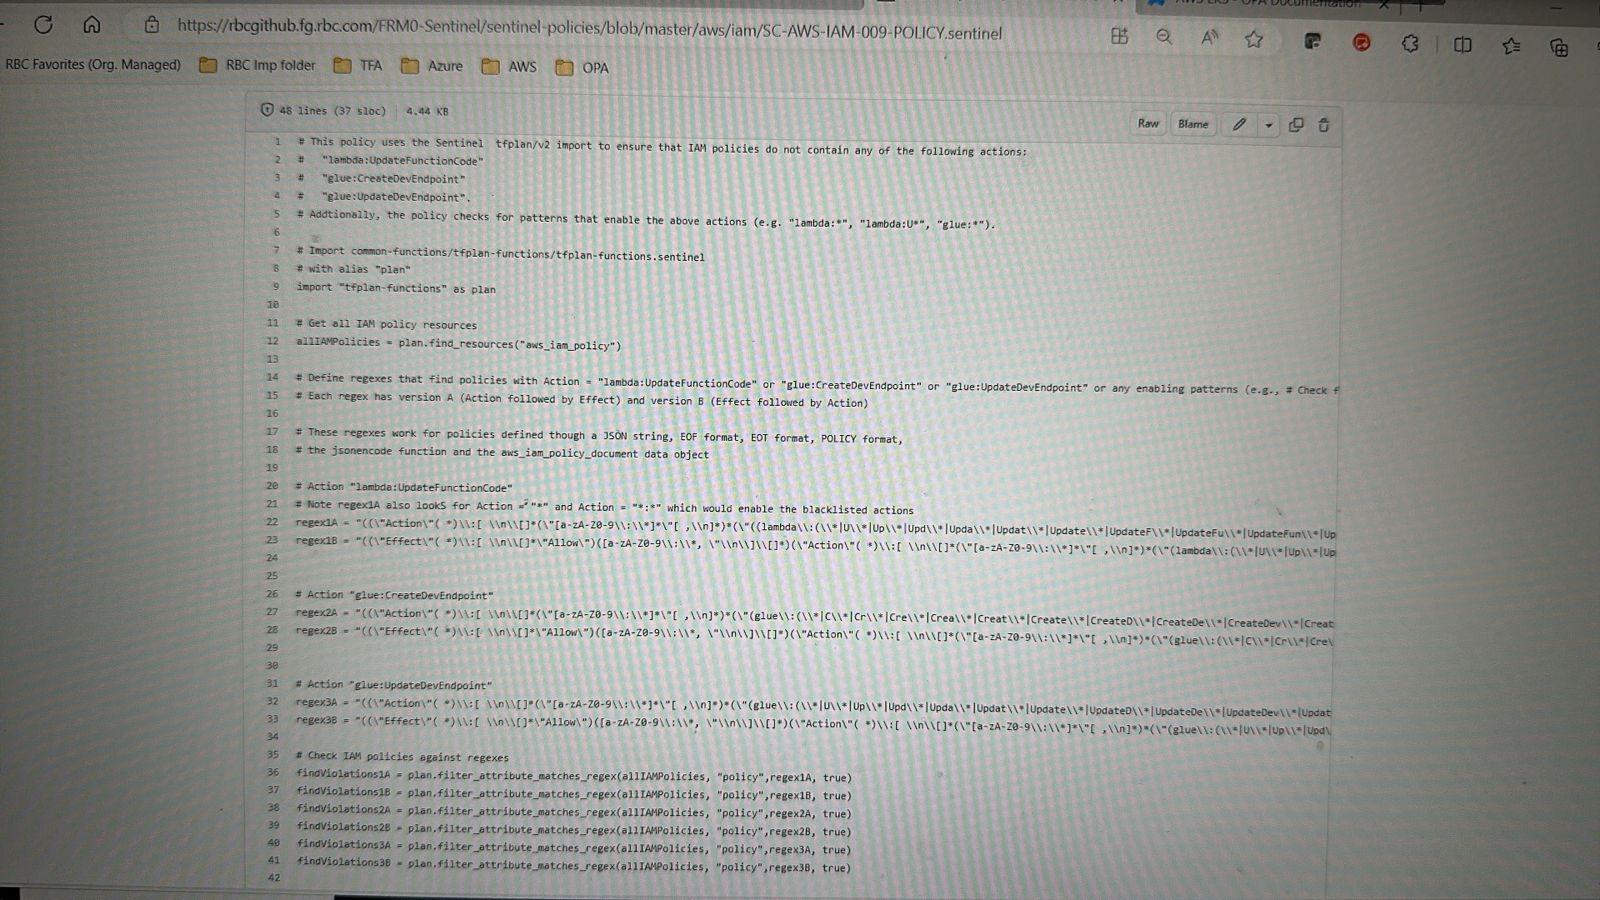 AWS EKS - OPA Documentation
https://rbcgithub.fg.rbc.com/FRM0-Sentinel/sentinel-policies/blob/master/aws/iam/SC-AWS-IAM-009-POLICY.sentinel
RBC Favorites (Org. Managed) RBC Imp folder TFA Azure AWS OPA
48 lines (37 sloc) 4.44 KB Raw Blame
1 # This policy uses the Sentinel tfplan/v2 import to ensure that IAM policies do not contain any of the following actions:
2 # "lambda:UpdateFunctionCode"
3 # "glue:CreateDevEndpoint"
4 # "glue:UpdateDevEndpoint".
5 # Addtionally, the policy checks for patterns that enable the above actions (e.g. "lambda:*", "lambda:U*", "glue:*").
6
7 # Import common-functions/tfplan-functions/tfplan-functions.sentinel
8 # with alias "plan"
9 import "tfplan-functions" as plan
10
11 # Get all IAM policy resources
12 allIAMPolicies = plan.find_resources("aws_iam_policy")
13
14 # Define regexes that find policies with Action = "lambda:UpdateFunctionCode" or "glue:CreateDevEndpoint" or "glue:UpdateDevEndpoint" or any enabling patterns (e.g., # Check f
15 # Each regex has version A (Action followed by Effect) and version B (Effect followed by Action)
16
17 # These regexes work for policies defined though a JSON string, EOF format, EOT format, POLICY format,
18 # the jsonencode function and the aws_iam_policy_document data object
19
20 # Action "lambda:UpdateFunctionCode"
21 # Note regex1A also lookS for Action = "*" and Action = "*:*" which would enable the blacklisted actions
22 regex1A = "((\"Action\"( *)\\:[ \\n\\[]*(\"[a-zA-Z0-9\\:\\*]*\"[ ,\\n]*)*(\"((lambda\\:(\\*|U\\*|Up\\*|Upd\\*|Upda\\*|Updat\\*|Update\\*|UpdateF\\*|UpdateFu\\*|UpdateFun\\*|Up
23 regex1B = "((\"Effect\"( *)\\:[ \\n\\[]*\"Allow\")([a-zA-Z0-9\\:\\*, \"\\n\\]\\[]*)(\"Action\"( *)\\:[ \\n\\[]*(\"[a-zA-Z0-9\\:\\*]*\"[ ,\\n]*)*(\"(lambda\\:(\\*|U\\*|Up\\*|Up
24
25
26 # Action "glue:CreateDevEndpoint"
27 regex2A = "((\"Action\"( *)\\:[ \\n\\[]*(\"[a-zA-Z0-9\\:\\*]*\"[ ,\\n]*)*(\"(glue\\:(\\*|C\\*|Cr\\*|Cre\\*|Crea\\*|Creat\\*|Create\\*|CreateD\\*|CreateDe\\*|CreateDev\\*|Creat
28 regex2B = "((\"Effect\"( *)\\:[ \\n\\[]*\"Allow\")([a-zA-Z0-9\\:\\*, \"\\n\\]\\[]*)(\"Action\"( *)\\:[ \\n\\[]*(\"[a-zA-Z0-9\\:\\*]*\"[ ,\\n]*)*(\"(glue\\:(\\*|C\\*|Cr\\*|Cre\
29
30
31 # Action "glue:UpdateDevEndpoint"
32 regex3A = "((\"Action\"( *)\\:[ \\n\\[]*(\"[a-zA-Z0-9\\:\\*]*\"[ ,\\n]*)*(\"(glue\\:(\\*|U\\*|Up\\*|Upd\\*|Upda\\*|Updat\\*|Update\\*|UpdateD\\*|UpdateDe\\*|UpdateDev\\*|Updat
33 regex3B = "((\"Effect\"( *)\\:[ \\n\\[]*\"Allow\")([a-zA-Z0-9\\:\\*, \"\\n\\]\\[]*)(\"Action\"( *)\\:[ \\n\\[]*(\"[a-zA-Z0-9\\:\\*]*\"[ ,\\n]*)*(\"(glue\\:(\\*|U\\*|Up\\*|Upd\
34
35 # Check IAM policies against regexes
36 findViolations1A = plan.filter_attribute_matches_regex(allIAMPolicies, "policy",regex1A, true)
37 findViolations1B = plan.filter_attribute_matches_regex(allIAMPolicies, "policy",regex1B, true)
38 findViolations2A = plan.filter_attribute_matches_regex(allIAMPolicies, "policy",regex2A, true)
39 findViolations2B = plan.filter_attribute_matches_regex(allIAMPolicies, "policy",regex2B, true)
40 findViolations3A = plan.filter_attribute_matches_regex(allIAMPolicies, "policy",regex3A, true)
41 findViolations3B = plan.filter_attribute_matches_regex(allIAMPolicies, "policy",regex3B, true)
42